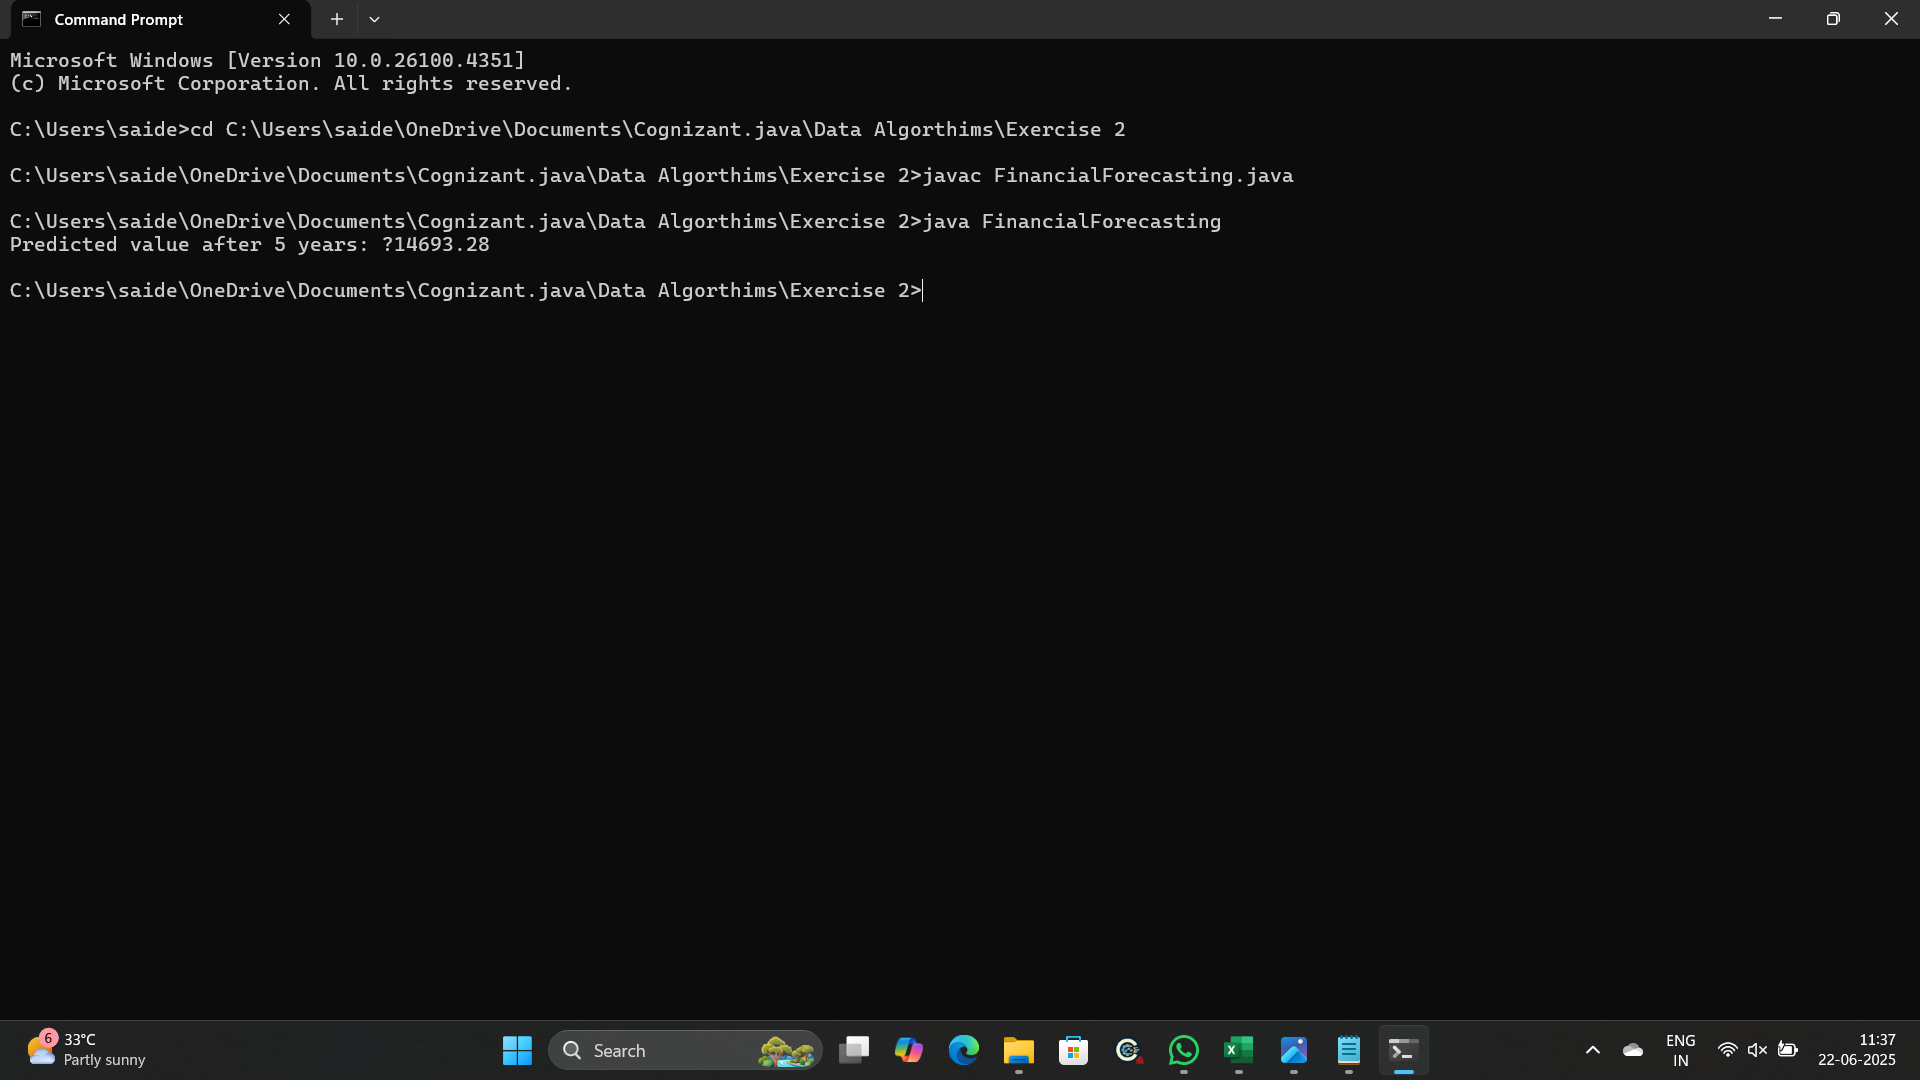 Command Prompt
Microsoft Windows [Version 10.0.26100.4351]
(c) Microsoft Corporation. All rights reserved.
C:\Users\saide>cd C:\Users\saide\OneDrive\Documents\Cognizant.java\Data Algorthims\Exercise 2
C:\Users\saide\OneDrive\Documents\Cognizant.java\Data Algorthims\Exercise 2>javac FinancialForecasting.java
C:\Users\saide\OneDrive\Documents\Cognizant.java\Data Algorthims\Exercise 2>java FinancialForecasting
Predicted value after 5 years: ?14693.28
C:\Users\saide\OneDrive\Documents\Cognizant.java\Data Algorthims\Exercise 2>
6
33°C
Partly sunny
Search
ENG
IN
11:37
22-06-2025